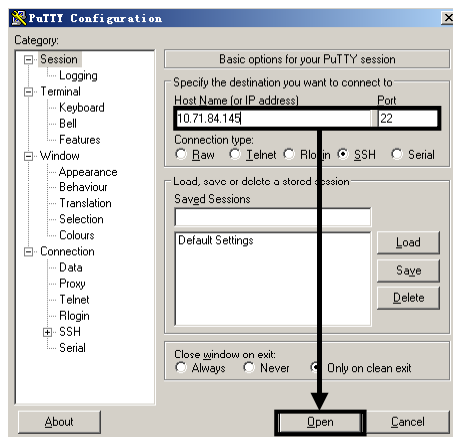 PuTTY Configuration
Category:
Session
Logging
Terminal
Keyboard
Bell
Features
Window
Appearance
Behaviour
Translation
Selection
Colours
Connection
Data
Proxy
Telnet
Rlogin
SSH
Serial
Basic options for your PuTTY session
Specify the destination you want to connect to
Host Name (or IP address) Port
10.71.84.145 22
Connection type:
Raw Telnet Rlogin SSH Serial
Load, save or delete a stored session
Saved Sessions
Default Settings
Load
Save
Delete
Close window on exit:
Always Never Only on clean exit
About Open Cancel